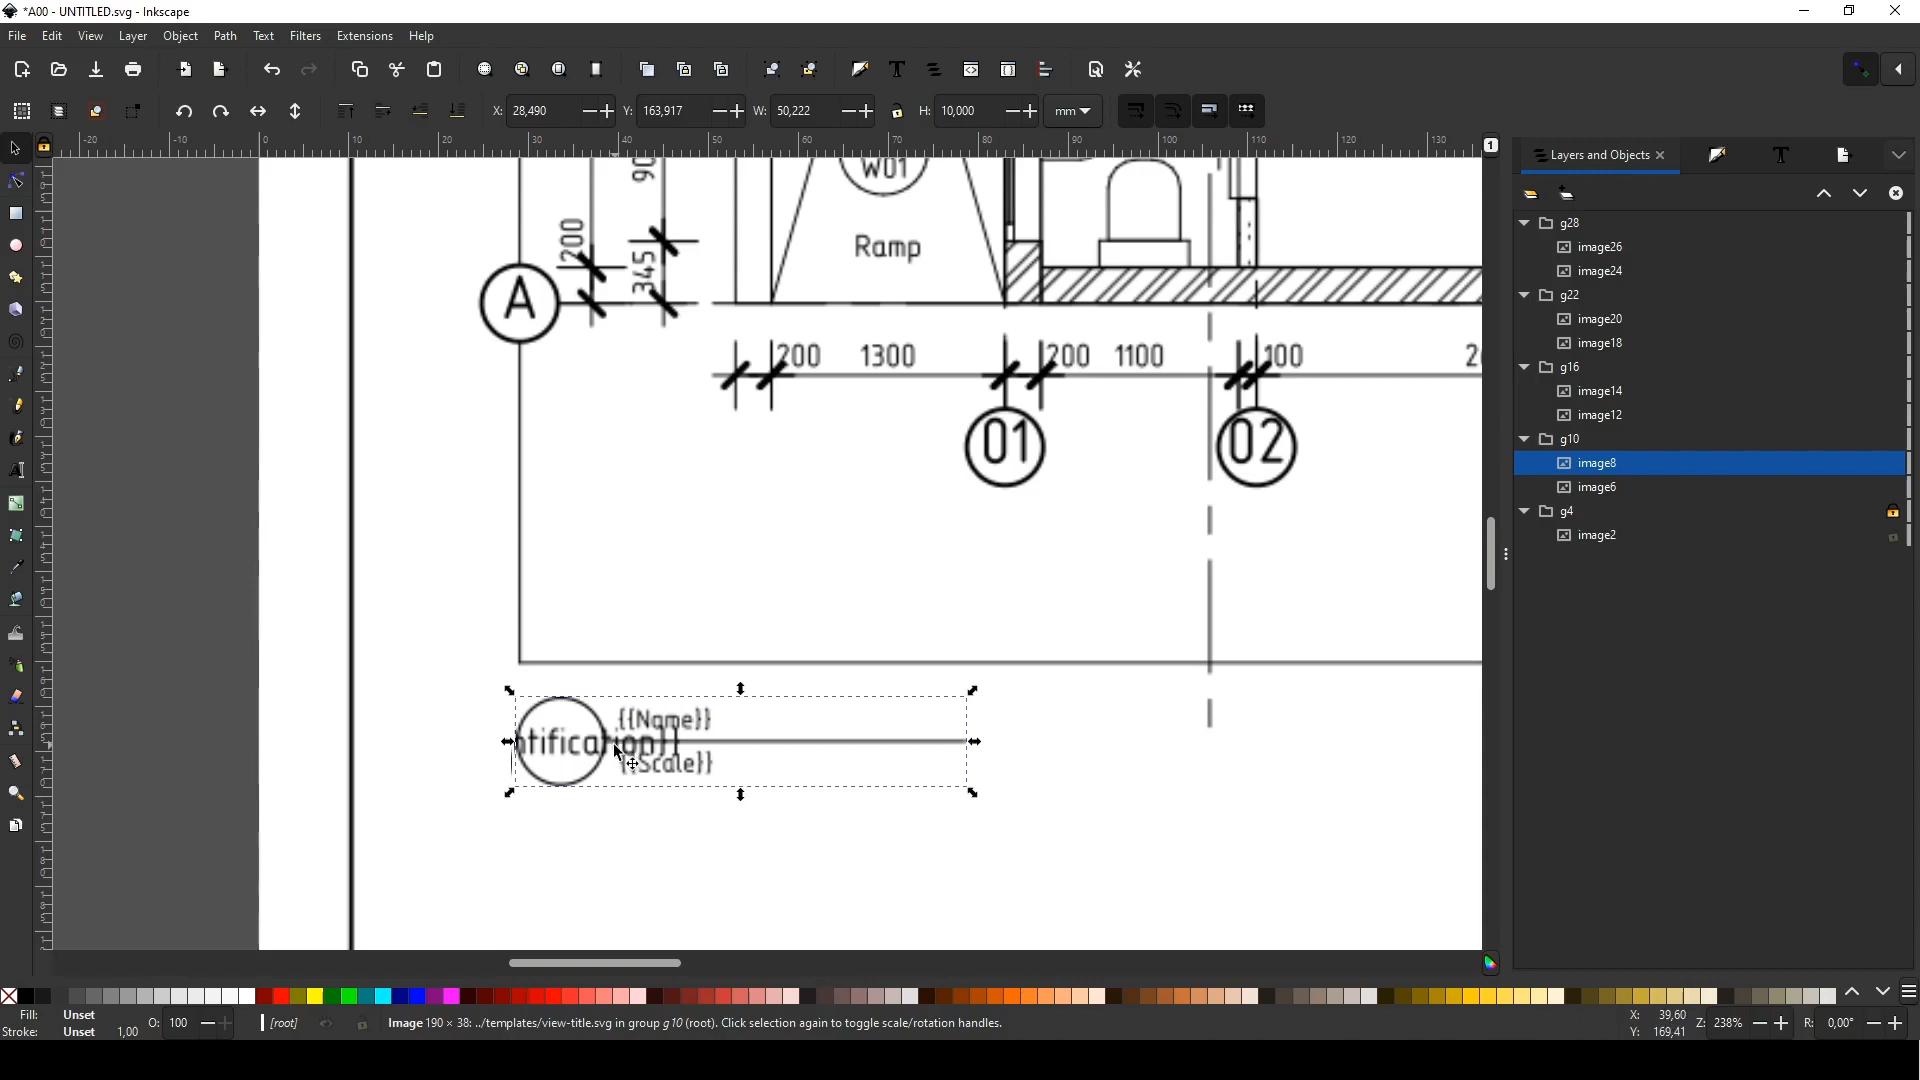 *A00 - UNTITLED.svg - Inkscape
File Edit View Layer Object Path Text Filters Extensions Help
X: 28,490 Y: 163,917 W: 50,222 H: 10,000 mm
-20 -10 0 10 20 30 40 50 60 70 80 90 100 110 120 130
1
Layers and Objects
g28
image26
image24
g22
image20
image18
g16
image14
image12
g10
image8
image6
g4
image2
W01
90
200
345
Ramp
A
200 1300 200 1100 100
01 02
{{Name}}
ntification}}
{{Scale}}
Fill: Unset
Stroke: Unset 1,00
O: 100
[root]
Image 190 × 38: ../templates/view-title.svg in group g10 (root). Click selection again to toggle scale/rotation handles.
X: 39,60
Y: 169,41
Z: 238%
R: 0,00°